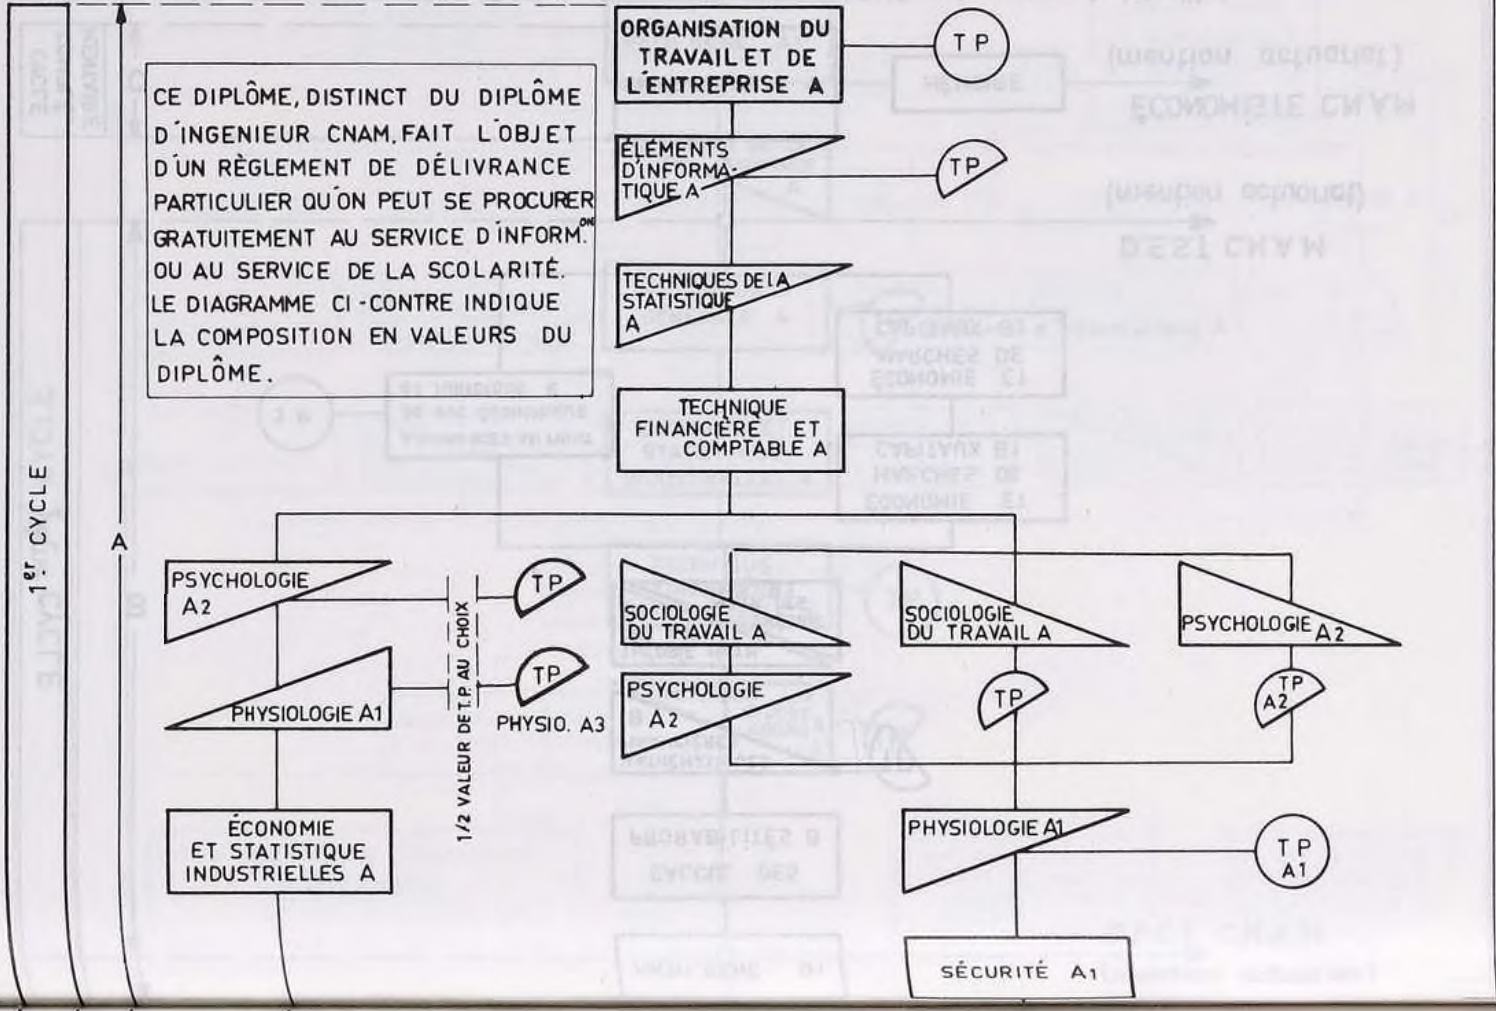 ORGANISATION DU
TRAVAIL ET DE
L'ENTREPRISE A
T P
CE DIPLÔME, DISTINCT DU DIPLÔME
D'INGENIEUR CNAM, FAIT L'OBJET
D'UN RÈGLEMENT DE DÉLIVRANCE
PARTICULIER QU'ON PEUT SE PROCURER
GRATUITEMENT AU SERVICE D'INFORM.ON
OU AU SERVICE DE LA SCOLARITÉ.
LE DIAGRAMME CI-CONTRE INDIQUE
LA COMPOSITION EN VALEURS DU
DIPLÔME.
ÉLÉMENTS
D'INFORMA-
TIQUE A
TP
TECHNIQUES DE LA
STATISTIQUE
A
TECHNIQUE
FINANCIÈRE ET
COMPTABLE A
1er CYCLE
A
PSYCHOLOGIE
A2
TP
PHYSIOLOGIE A1
TP
PHYSIO. A3
1/2 VALEUR DE T.P. AU CHOIX
ÉCONOMIE
ET STATISTIQUE
INDUSTRIELLES A
SOCIOLOGIE
DU TRAVAIL A
PSYCHOLOGIE
A2
SOCIOLOGIE
DU TRAVAIL A
TP
PSYCHOLOGIE A2
TP
A2
PHYSIOLOGIE A1
T P
A1
SÉCURITÉ A1